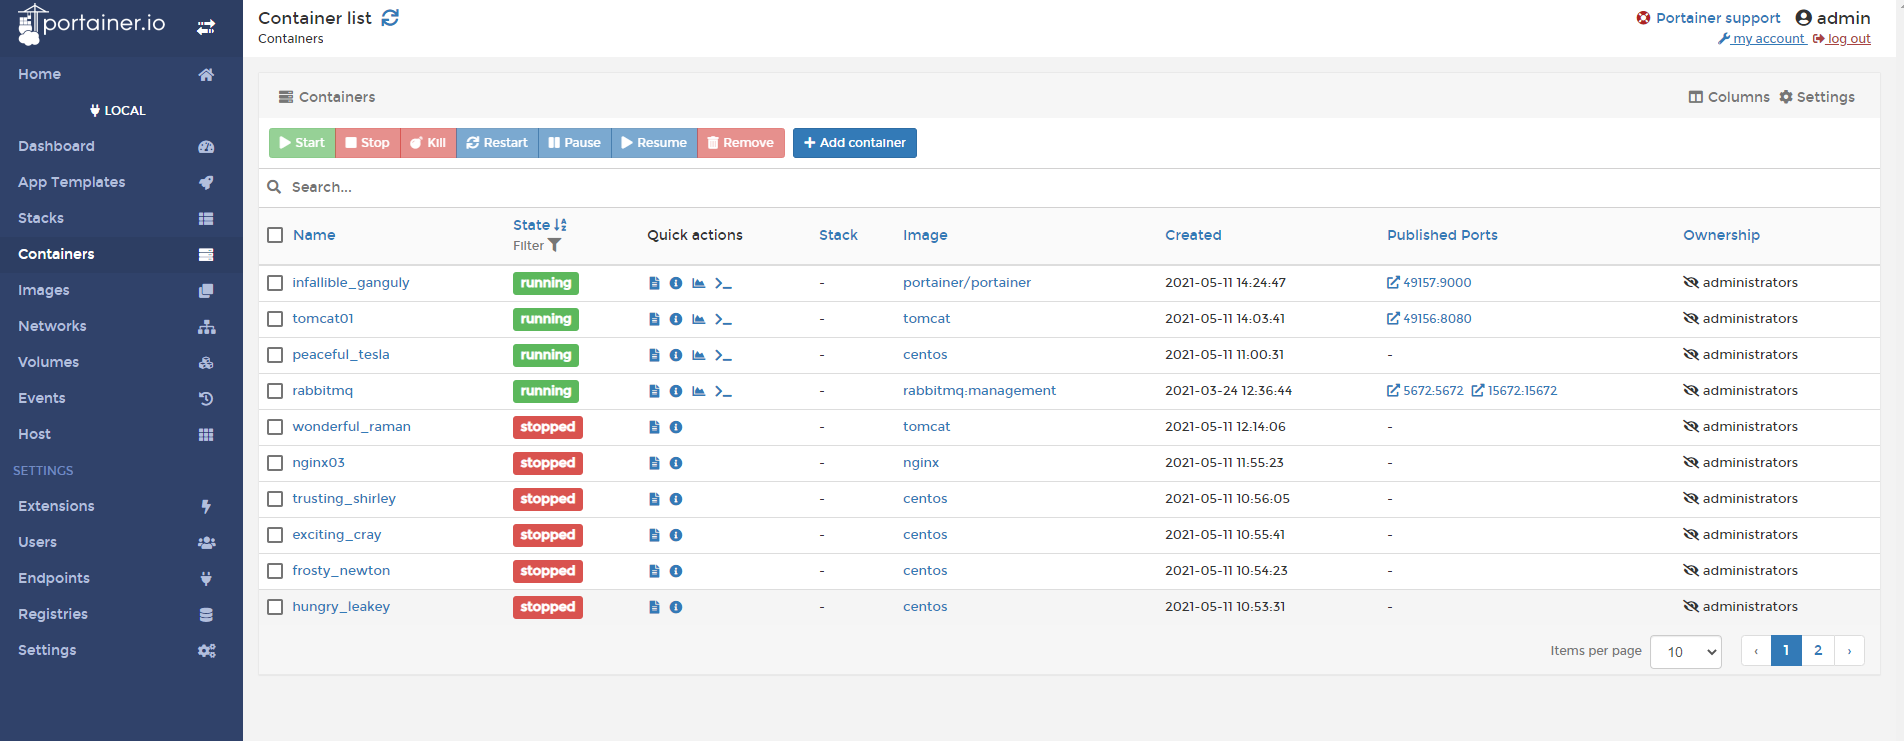 portainer.io
Home
LOCAL
Dashboard
App Templates
Stacks
Containers
Images
Networks
Volumes
Events
Host
SETTINGS
Extensions
Users
Endpoints
Registries
Settings
Container list
Containers
Portainer support admin
my account log out
Containers
Columns Settings
Start Stop Kill Restart Pause Resume Remove Add container
Search...
Name State Filter Quick actions Stack Image Created Published Ports Ownership
infallible_ganguly running - portainer/portainer 2021-05-11 14:24:47 49157:9000 administrators
tomcat01 running - tomcat 2021-05-11 14:03:41 49156:8080 administrators
peaceful_tesla running - centos 2021-05-11 11:00:31 - administrators
rabbitmq running - rabbitmq:management 2021-03-24 12:36:44 5672:5672 15672:15672 administrators
wonderful_raman stopped - tomcat 2021-05-11 12:14:06 - administrators
nginx03 stopped - nginx 2021-05-11 11:55:23 - administrators
trusting_shirley stopped - centos 2021-05-11 10:56:05 - administrators
exciting_cray stopped - centos 2021-05-11 10:55:41 - administrators
frosty_newton stopped - centos 2021-05-11 10:54:23 - administrators
hungry_leakey stopped - centos 2021-05-11 10:53:31 - administrators
Items per page 10 ‹ 1 2 ›